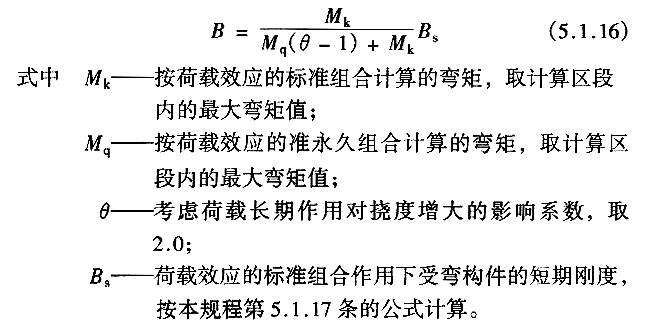 B = \frac{M_k}{M_q(θ - 1) + M_k} B_s (5.1.16)
式中 M_k——按荷载效应的标准组合计算的弯矩，取计算区段
内的最大弯矩值；
M_q——按荷载效应的准永久组合计算的弯矩，取计算区
段内的最大弯矩值；
θ——考虑荷载长期作用对挠度增大的影响系数，取
2.0；
B_s——荷载效应的标准组合作用下受弯构件的短期刚度，
按本规程第 5.1.17 条的公式计算。